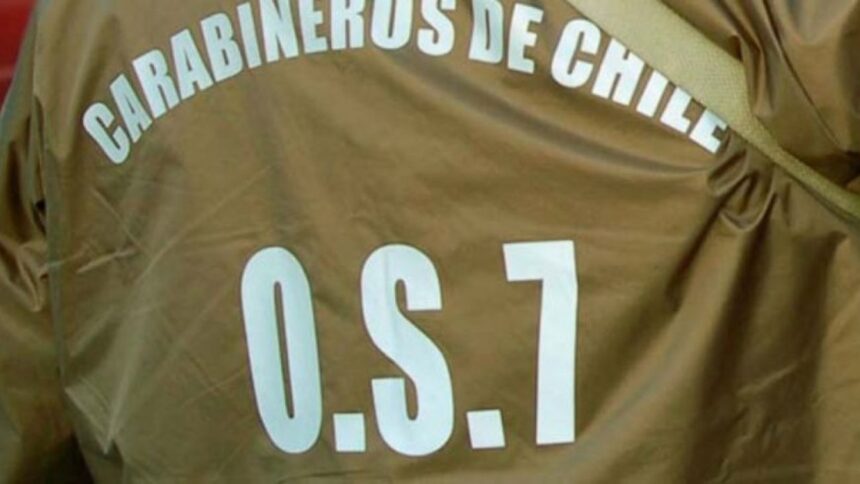 CARABINEROS DE CHILE
O.S.7